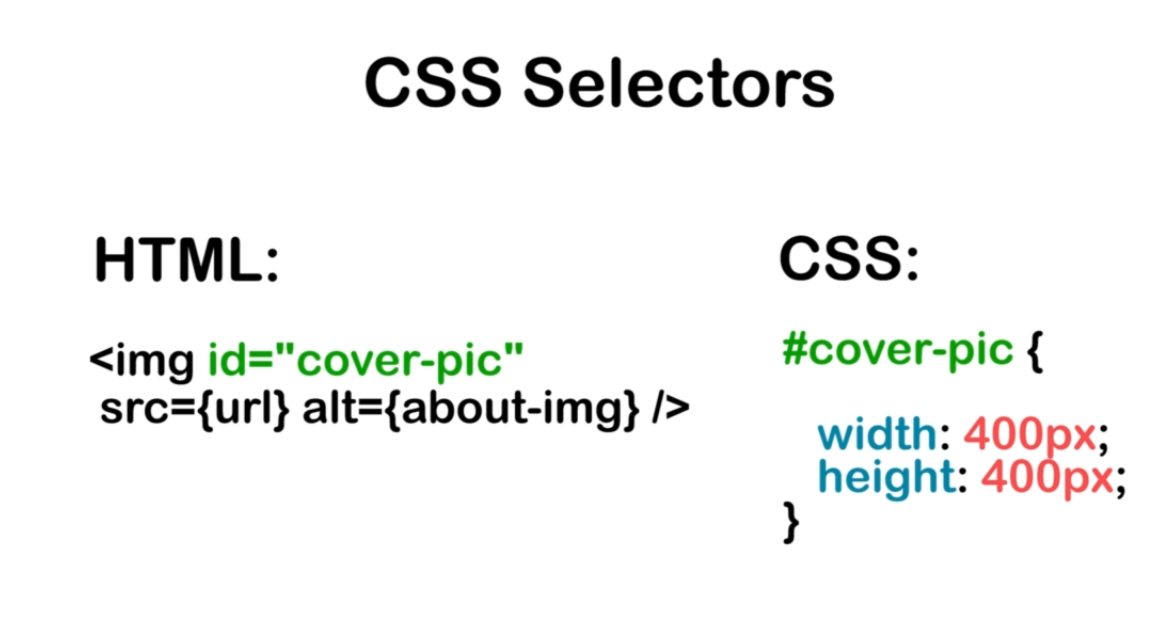 CSS Selectors
HTML:
<img id="cover-pic"
src={url} alt={about-img} />
CSS:
#cover-pic {
width: 400px;
height: 400px;
}